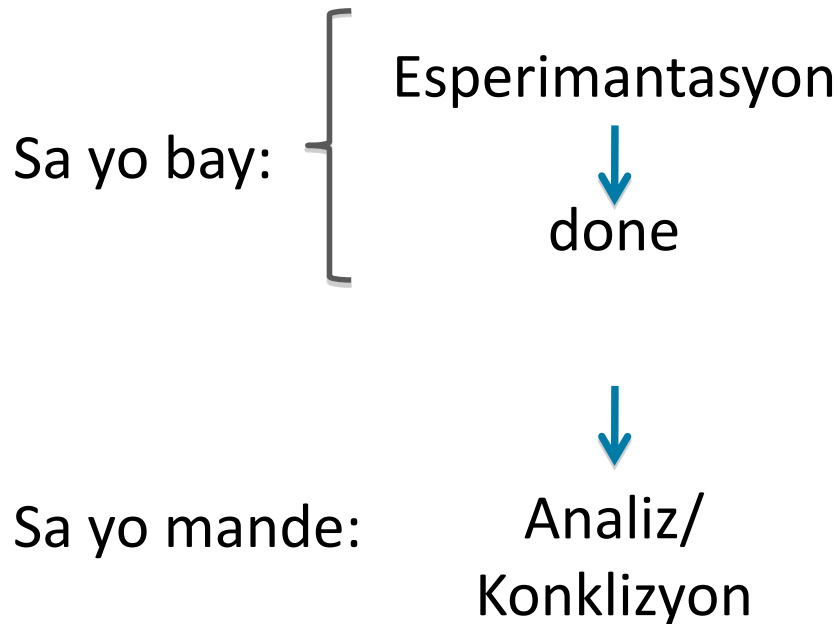 Esperimantasyon
Sa yo bay:
done
Sa yo mande:
Analiz/
Konklizyon